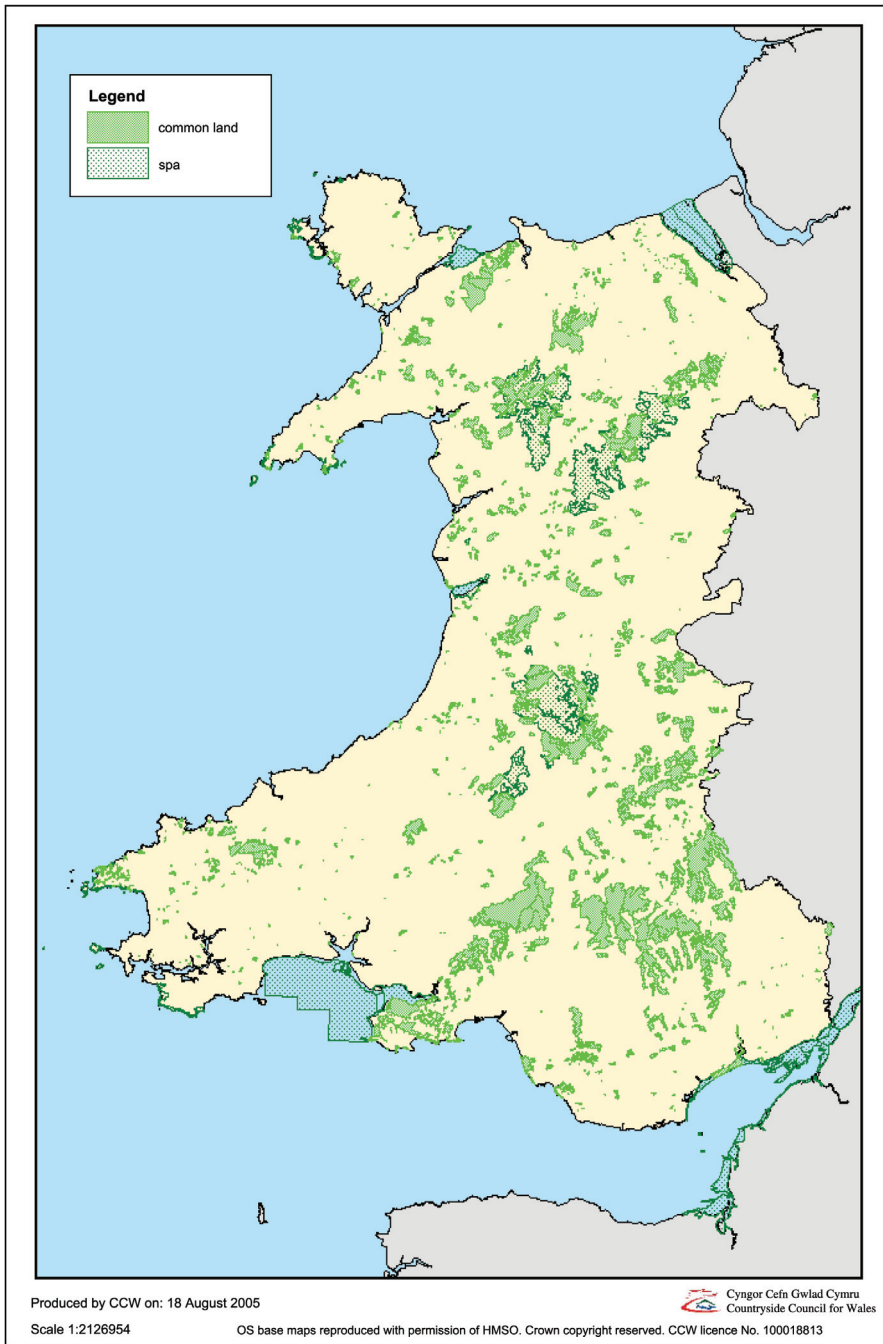 Legend
common land
spa
Produced by CCW on: 18 August 2005
Cyngor Cefn Gwlad Cymru
Countryside Council for Wales
Scale 1:2126954
OS base maps reproduced with permission of HMSO. Crown copyright reserved. CCW licence No. 100018813